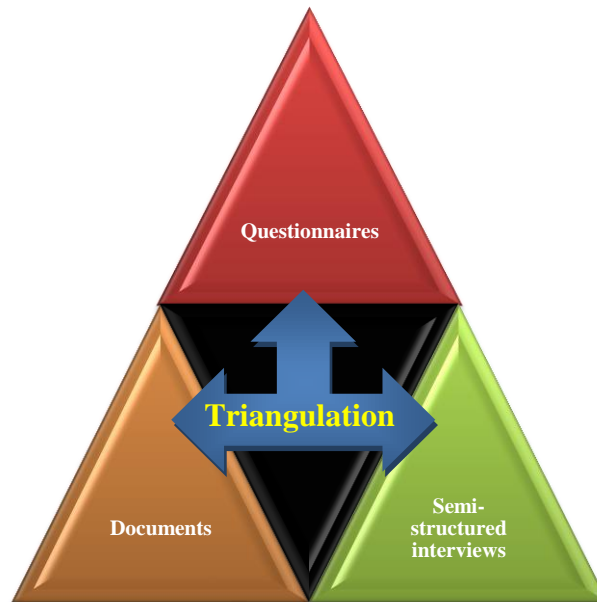 Questionnaires
Triangulation
Documents
Semi-
structured
interviews